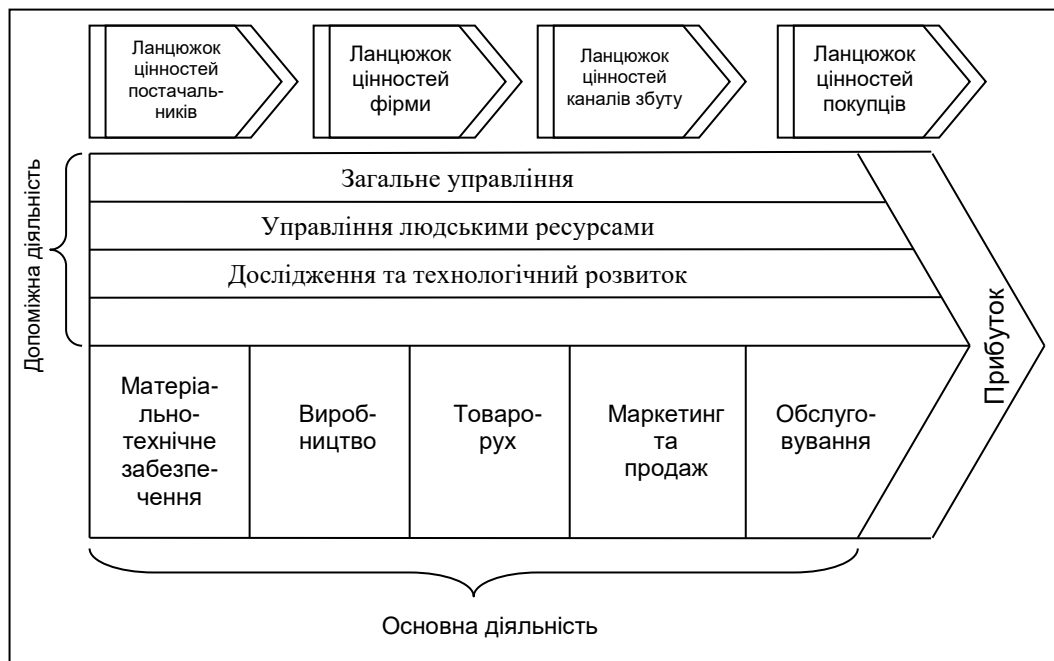 Ланцюжок
цінностей
постачаль-
ників
Ланцюжок
цінностей
фірми
Ланцюжок
цінностей
каналів збуту
Ланцюжок
цінностей
покупців
Допоміжна діяльність
Загальне управління
Управління людськими ресурсами
Дослідження та технологічний розвиток
Матеріа-
льно-
технічне
забезпе-
чення
Вироб-
ництво
Товаро-
рух
Маркетинг
та
продаж
Обслуго-
вування
Прибуток
Основна діяльність